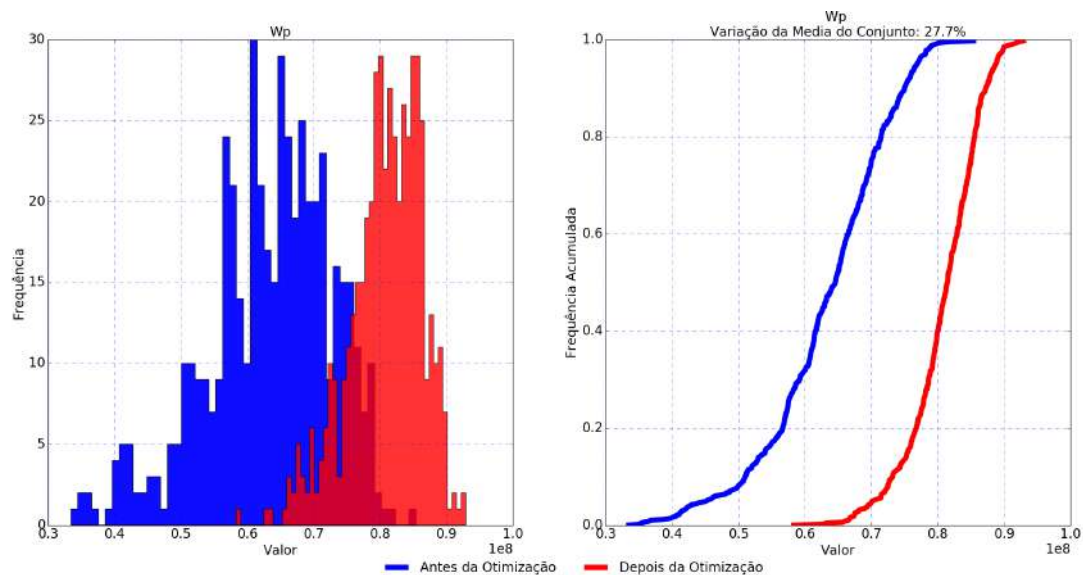 Wp
30
25
20
15
10
5
0
Frequência
0.3 0.4 0.5 0.6 0.7 0.8 0.9 1.0
1e8
Valor
Wp
Variação da Media do Conjunto: 27.7%
1.0
0.8
0.6
0.4
0.2
0.0
Frequência Acumulada
0.3 0.4 0.5 0.6 0.7 0.8 0.9 1.0
1e8
Valor
Antes da Otimização Depois da Otimização